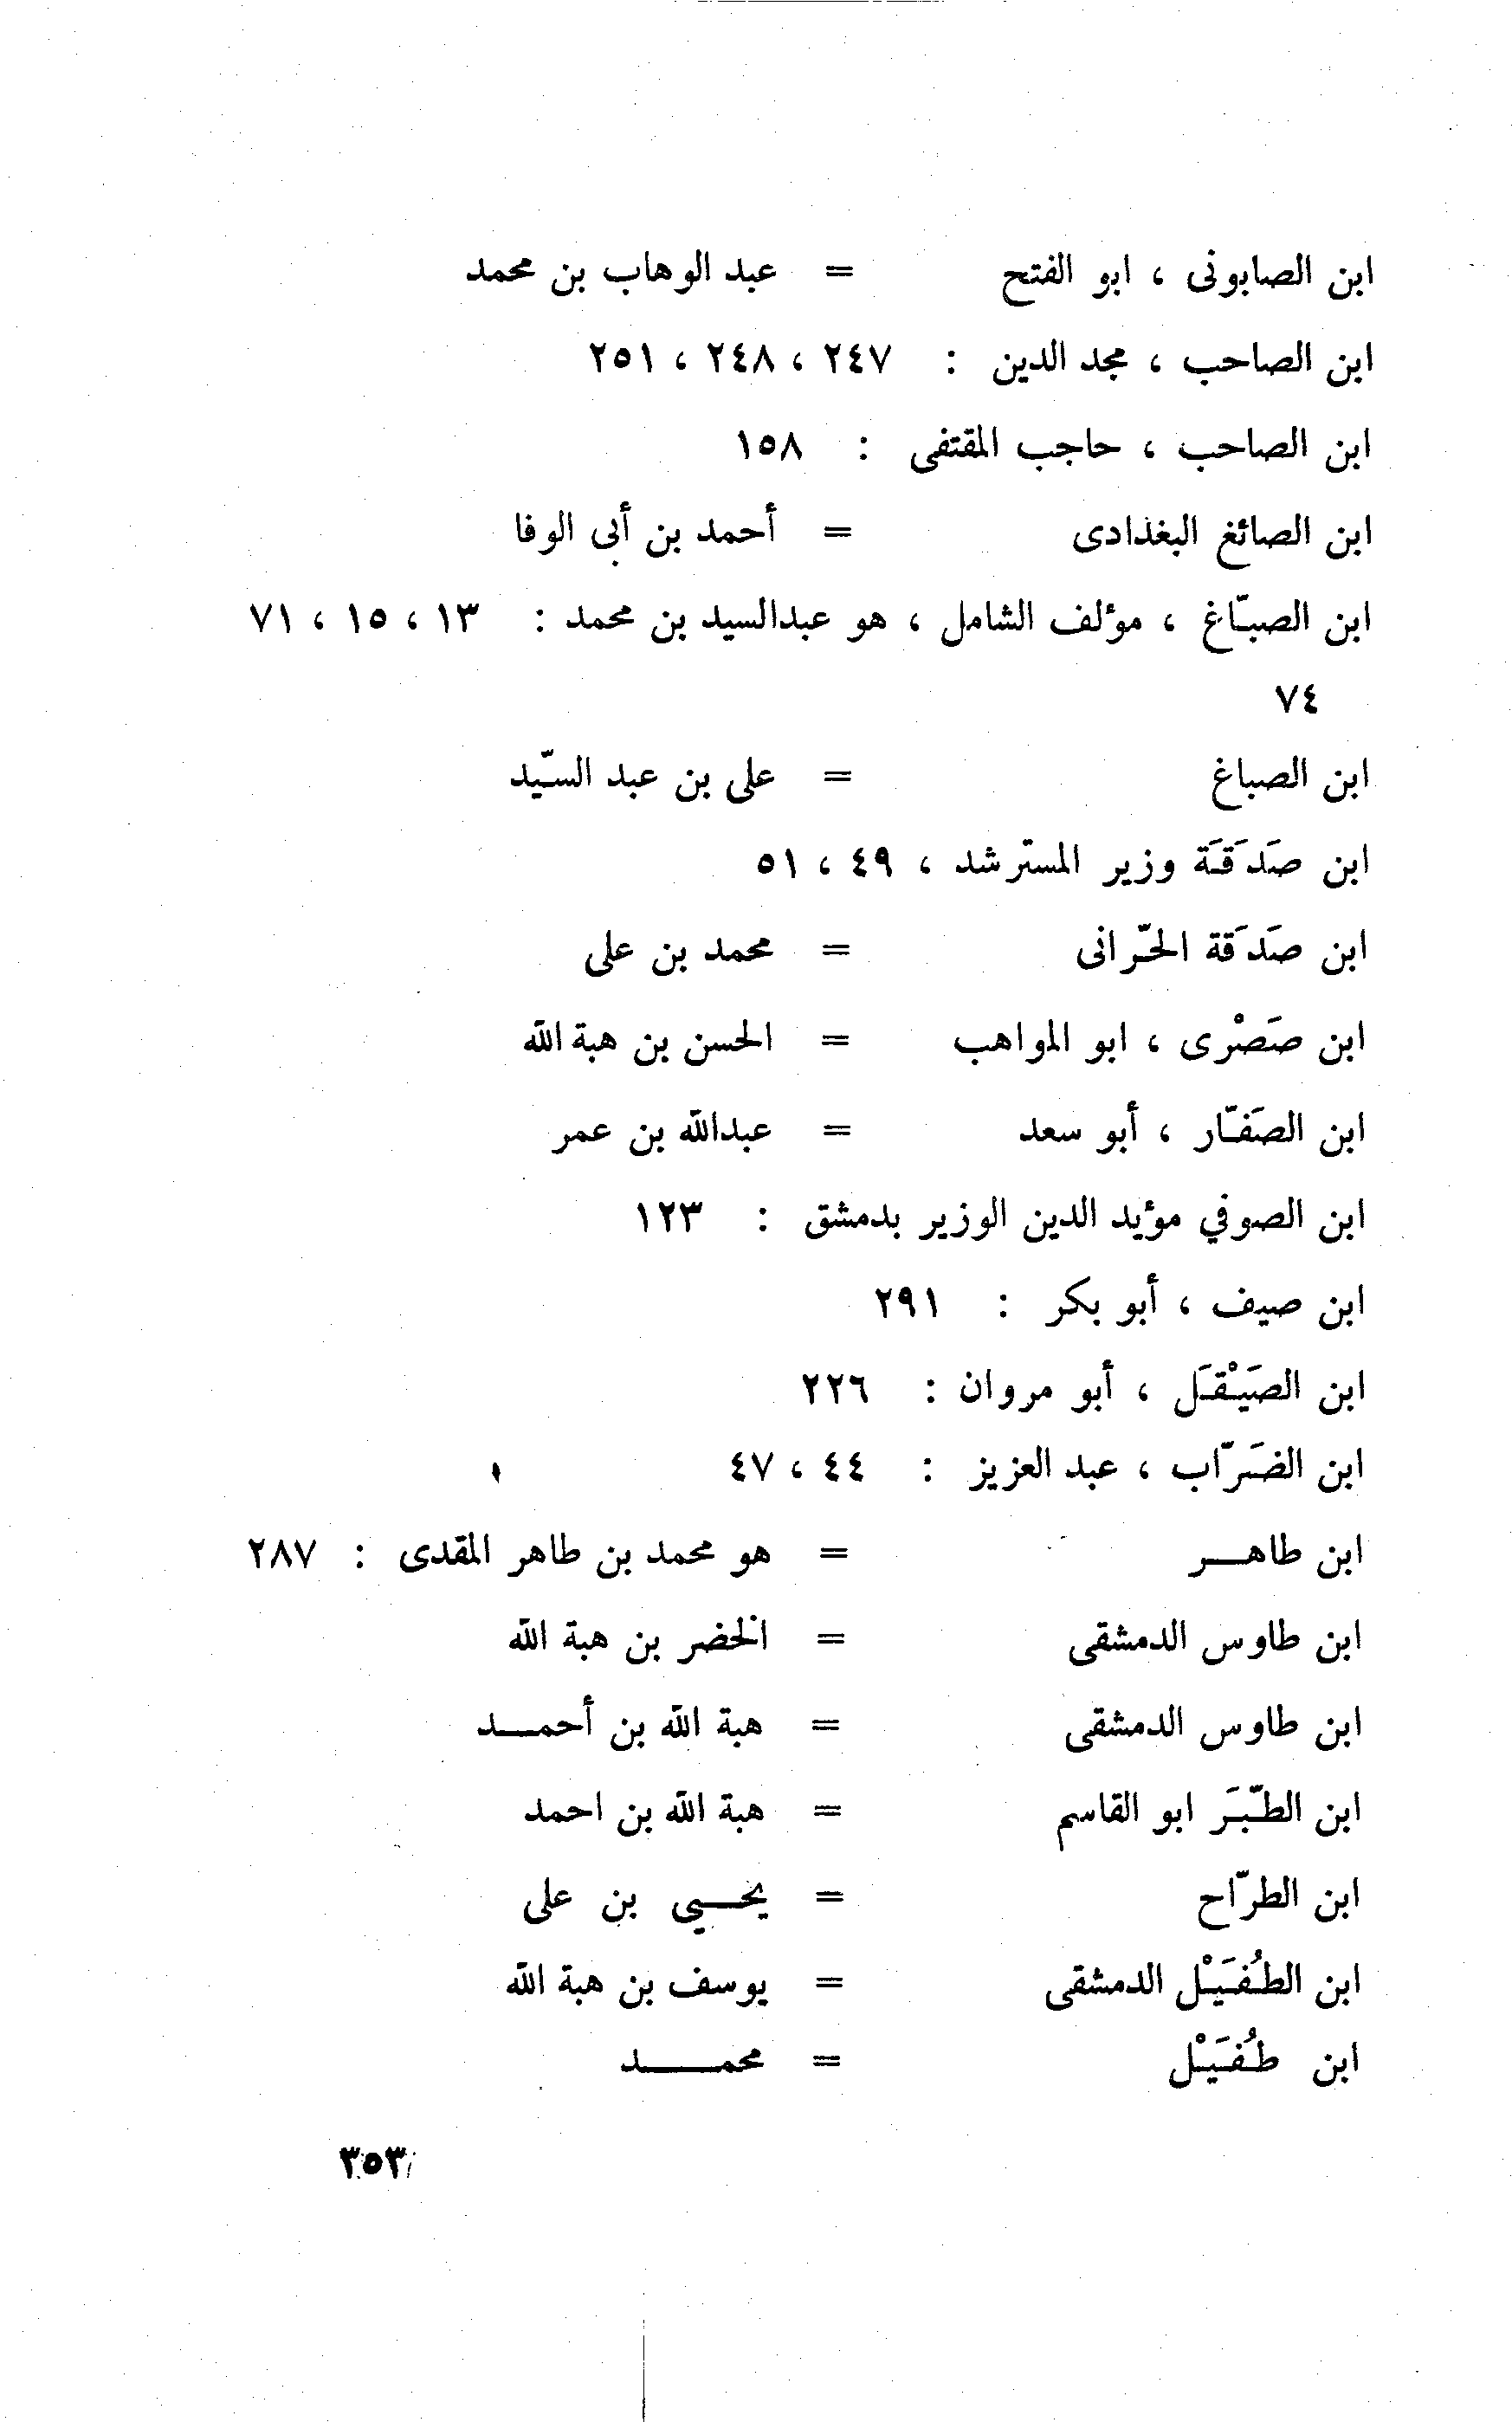 ابن الصابونى ، ابو الفتح = عبد الوهاب بن محمد
ابن الصاحب ، مجد الدين : ٢٤٧ ، ٢٤٨ ، ٢٥١
ابن الصاحب ، حاجب المقتفى : ١٥٨
ابن الصائغ البغدادى = أحمد بن أبى الوفا
ابن الصبّاغ ، مؤلف الشامل ، هو عبدالسيد بن محمد : ١٣ ، ١٥ ، ٧١
٧٤
ابن الصباغ = على بن عبد السّيد
ابن صَدَقَة وزير المسترشد ، ٤٩ ، ٥١
ابن صَدَقة الحّرانى = محمد بن على
ابن صَصْرى ، ابو المواهب = الحسن بن هبة الله
ابن الصَفّار ، أبو سعد = عبدالله بن عمر
ابن الصوفي مؤيد الدين الوزير بدمشق : ١٢٣
ابن صيف ، أبو بكر : ٢٩١
ابن الصَيْقَل ، أبو مروان : ٢٢٦
ابن الضَرّاب ، عبد العزيز : ٤٤ ، ٤٧
ابن طاهـــر = هو محمد بن طاهر المقدى : ٢٨٧
ابن طاوس الدمشقى = الخضر بن هبة الله
ابن طاوس الدمشقى = هبة الله بن أحمـــد
ابن الطّبَر ابو القاسم = هبة الله بن احمد
ابن الطرّاح = يحـــيي بن على
ابن الطُفَيْل الدمشقى = يوسف بن هبة الله
ابن طُفَيْل = محمـــــد
٣٥٣